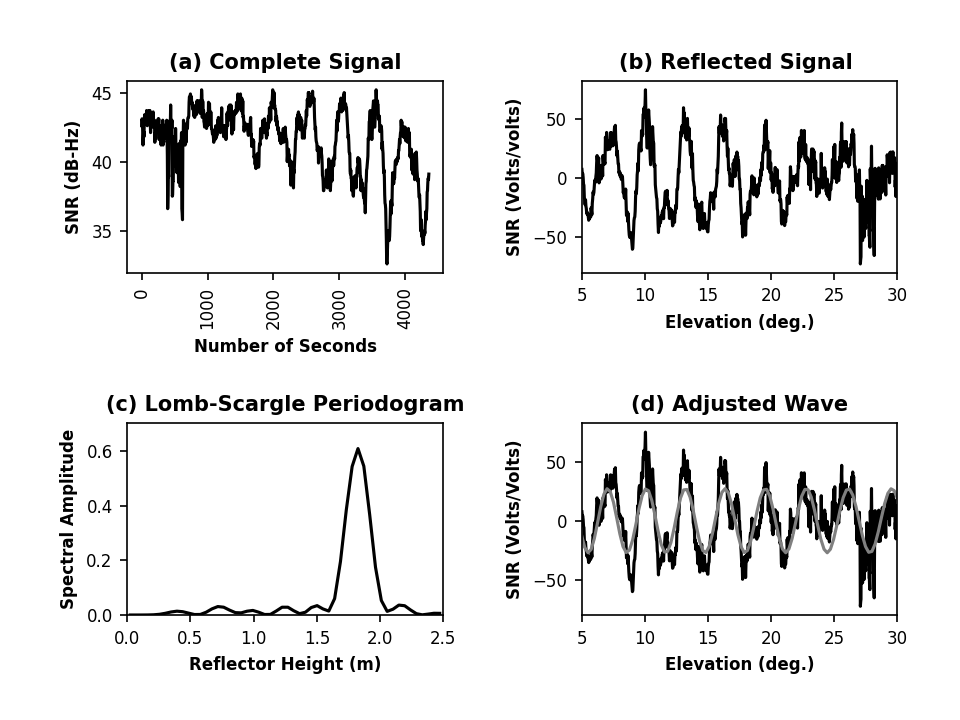 (a) Complete Signal
SNR (dB-Hz)
45
40
35
0
1000
2000
3000
4000
Number of Seconds
(b) Reflected Signal
SNR (Volts/volts)
50
0
−50
5 10 15 20 25 30
Elevation (deg.)
(c) Lomb-Scargle Periodogram
Spectral Amplitude
0.6
0.4
0.2
0.0
0.0 0.5 1.0 1.5 2.0 2.5
Reflector Height (m)
(d) Adjusted Wave
SNR (Volts/Volts)
50
0
−50
5 10 15 20 25 30
Elevation (deg.)